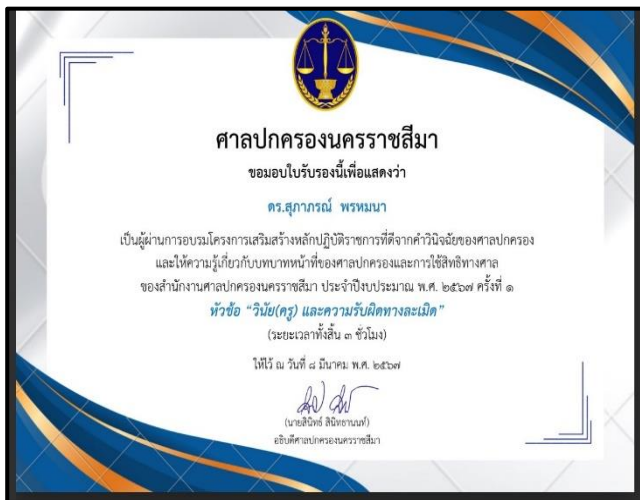 ศาลปกครองนครราชสีมา
ขอมอบใบรับรองนี้เพื่อแสดงว่า
ดร.สุภาภรณ์ พรหมนา
เป็นผู้ผ่านการอบรมโครงการเสริมสร้างหลักปฏิบัติราชการที่ดีจากคำวินิจฉัยของศาลปกครอง
และให้ความรู้เกี่ยวกับบทบาทหน้าที่ของศาลปกครองและการใช้สิทธิทางศาล
ของสำนักงานศาลปกครองนครราชสีมา ประจำปีงบประมาณ พ.ศ. ๒๕๖๗ ครั้งที่ ๑
หัวข้อ “วินัย(ครู) และความรับผิดทางละเมิด”
(ระยะเวลาทั้งสิ้น ๓ ชั่วโมง)
ให้ไว้ ณ วันที่ ๘ มีนาคม พ.ศ. ๒๕๖๗
(นายสินิทธ์ สินิทธานนท์)
อธิบดีศาลปกครองนครราชสีมา